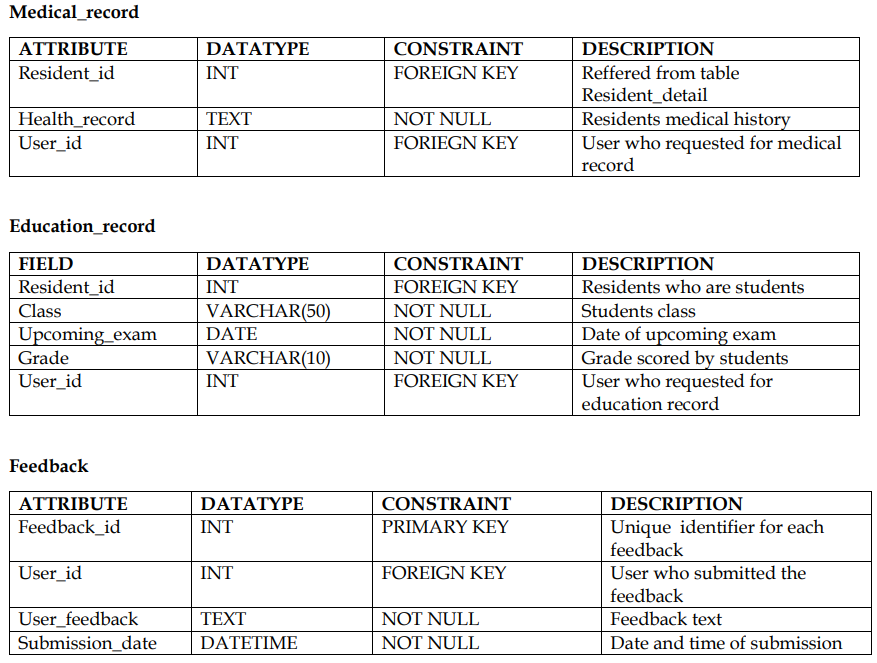 Medical_record
ATTRIBUTE DATATYPE CONSTRAINT DESCRIPTION
Resident_id INT FOREIGN KEY Reffered from table
Resident_detail
Health_record TEXT NOT NULL Residents medical history
User_id INT FORIEGN KEY User who requested for medical
record
Education_record
FIELD DATATYPE CONSTRAINT DESCRIPTION
Resident_id INT FOREIGN KEY Residents who are students
Class VARCHAR(50) NOT NULL Students class
Upcoming_exam DATE NOT NULL Date of upcoming exam
Grade VARCHAR(10) NOT NULL Grade scored by students
User_id INT FOREIGN KEY User who requested for
education record
Feedback
ATTRIBUTE DATATYPE CONSTRAINT DESCRIPTION
Feedback_id INT PRIMARY KEY Unique identifier for each
feedback
User_id INT FOREIGN KEY User who submitted the
feedback
User_feedback TEXT NOT NULL Feedback text
Submission_date DATETIME NOT NULL Date and time of submission